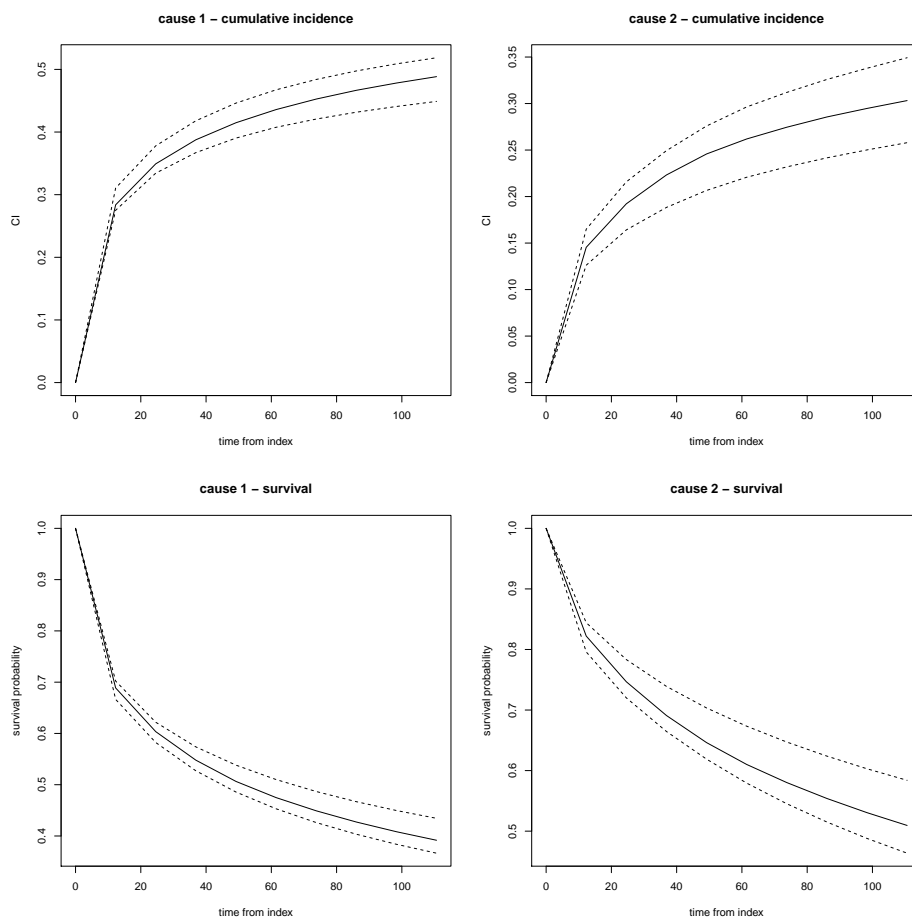 cause 1 − cumulative incidence
CI
0.0 0.1 0.2 0.3 0.4 0.5
0 20 40 60 80 100
time from index
cause 2 − cumulative incidence
CI
0.00 0.05 0.10 0.15 0.20 0.25 0.30 0.35
0 20 40 60 80 100
time from index
cause 1 − survival
survival probability
0.4 0.5 0.6 0.7 0.8 0.9 1.0
0 20 40 60 80 100
time from index
cause 2 − survival
survival probability
0.5 0.6 0.7 0.8 0.9 1.0
0 20 40 60 80 100
time from index